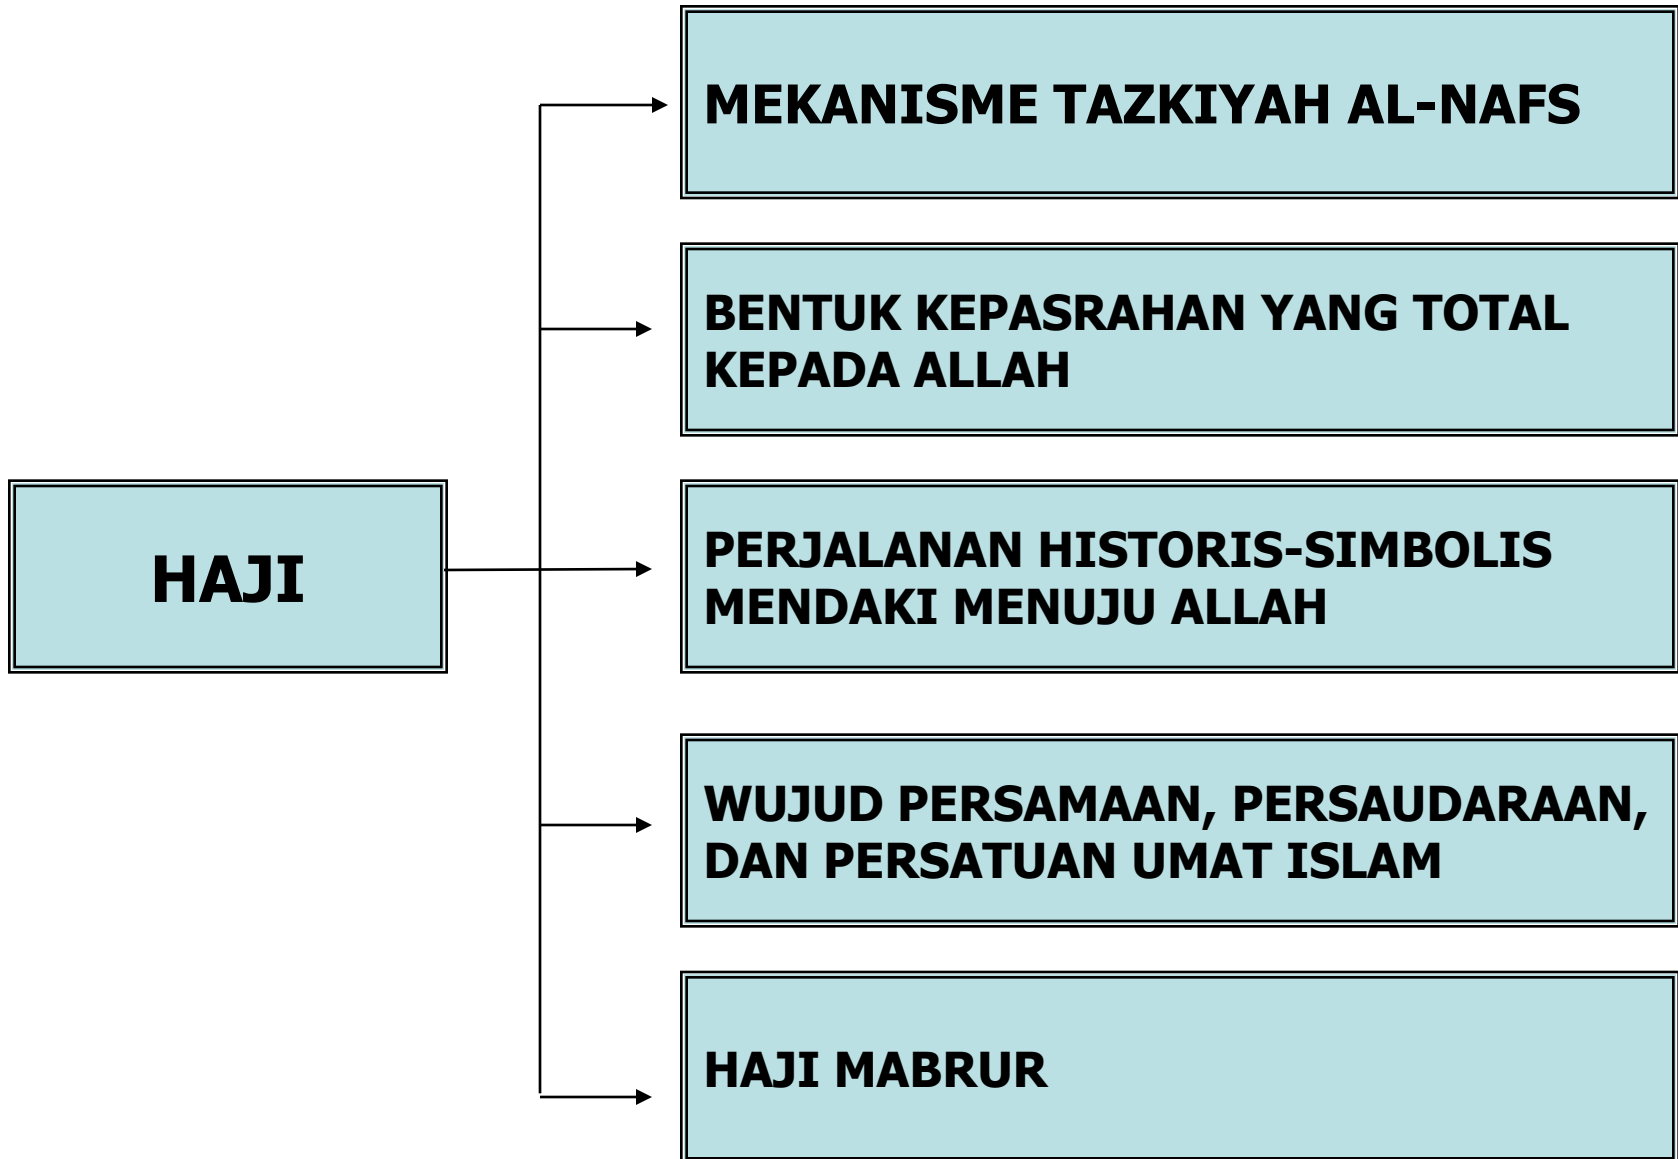 MEKANISME TAZKIYAH AL-NAFS
BENTUK KEPASRAHAN YANG TOTAL
KEPADA ALLAH
HAJI
PERJALANAN HISTORIS-SIMBOLIS
MENDAKI MENUJU ALLAH
WUJUD PERSAMAAN, PERSAUDARAAN,
DAN PERSATUAN UMAT ISLAM
HAJI MABRUR